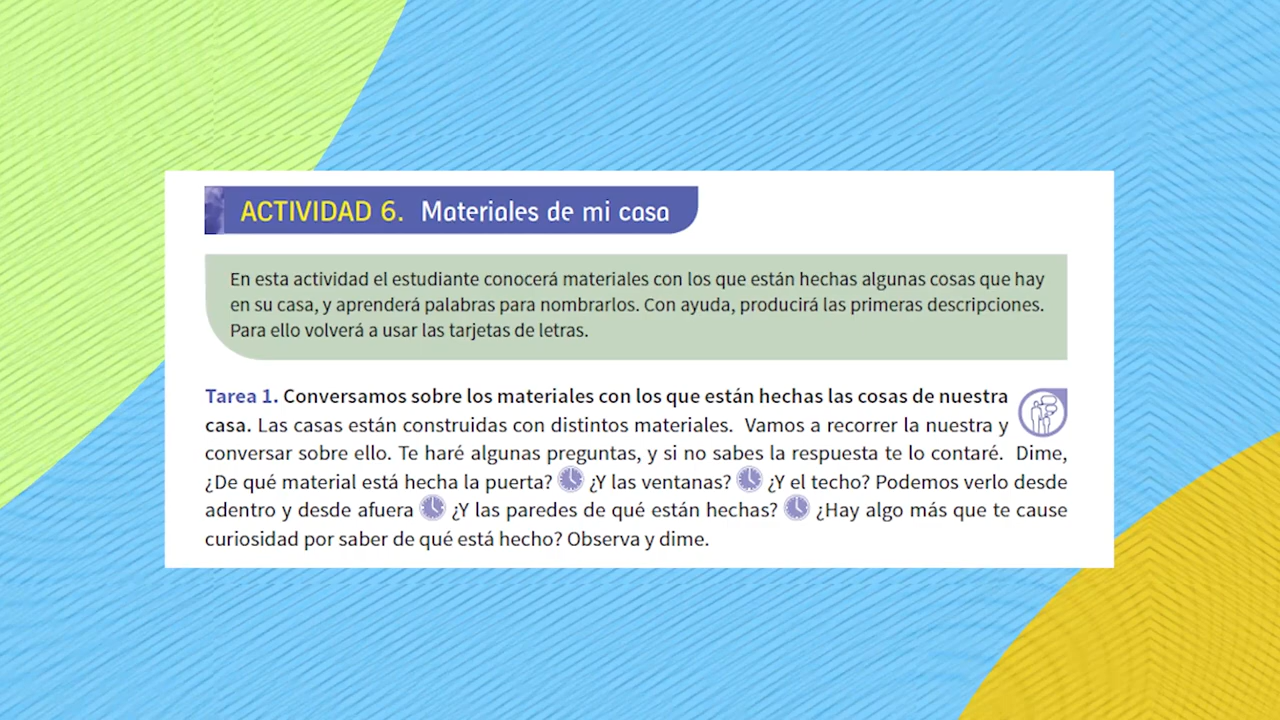 ACTIVIDAD 6. Materiales de mi casa
En esta actividad el estudiante conocerá materiales con los que están hechas algunas cosas que hay
en su casa, y aprenderá palabras para nombrarlos. Con ayuda, producirá las primeras descripciones.
Para ello volverá a usar las tarjetas de letras.
Tarea 1. Conversamos sobre los materiales con los que están hechas las cosas de nuestra
casa. Las casas están construidas con distintos materiales. Vamos a recorrer la nuestra y
conversar sobre ello. Te haré algunas preguntas, y si no sabes la respuesta te lo contaré. Dime,
¿De qué material está hecha la puerta? ¿Y las ventanas? ¿Y el techo? Podemos verlo desde
adentro y desde afuera ¿Y las paredes de qué están hechas? ¿Hay algo más que te cause
curiosidad por saber de qué está hecho? Observa y dime.